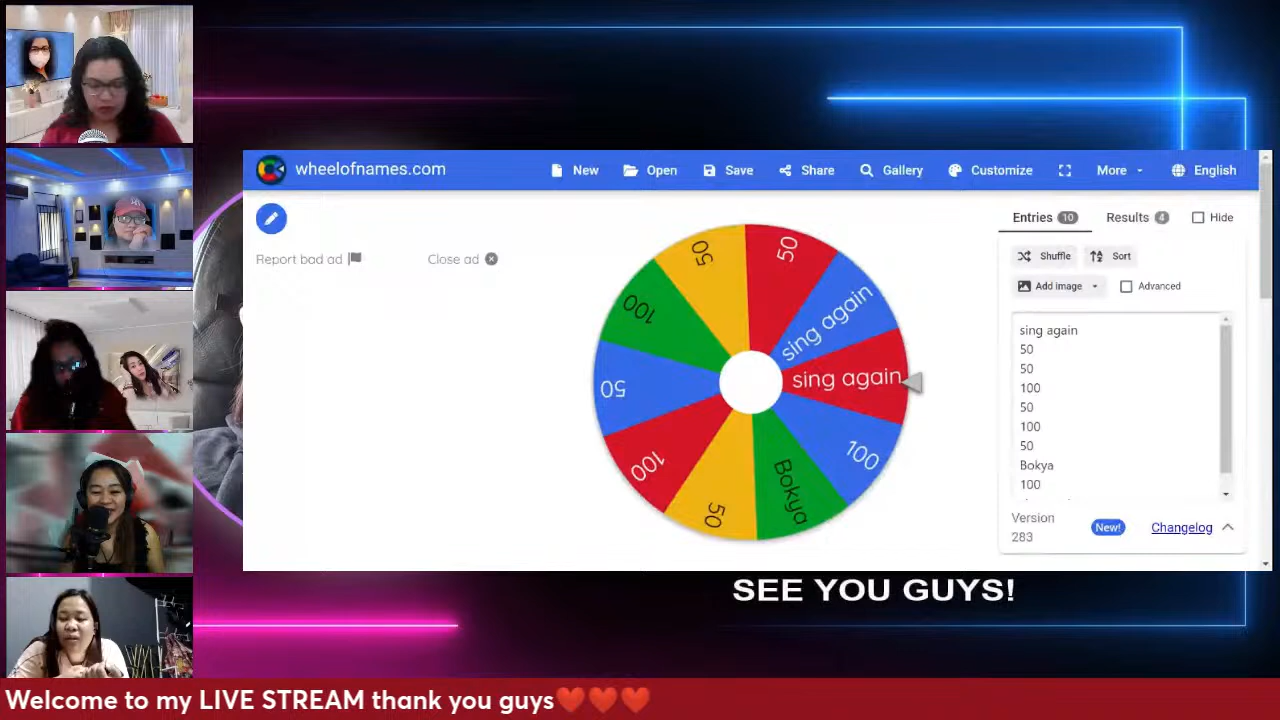 wheelofnames.com
New Open Save Share Gallery Customize More English
Report bad ad Close ad
Entries 10 Results 4 Hide
Shuffle Sort
Add image Advanced
sing again
50
50
100
50
100
50
Bokya
100
Version
283
New! Changelog
50
50
sing again
sing again
100
Bokya
50
100
50
100
SEE YOU GUYS!
Welcome to my LIVE STREAM thank you guys❤️❤️❤️